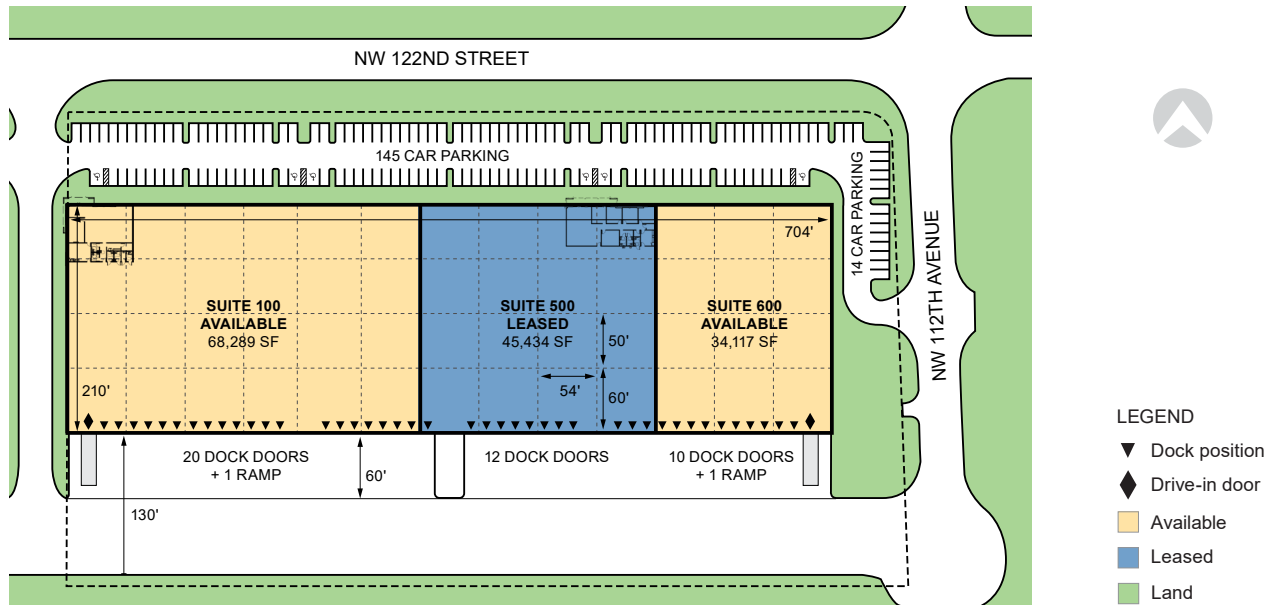 NW 122ND STREET
145 CAR PARKING
14 CAR PARKING
NW 112TH AVENUE
704'
SUITE 100
AVAILABLE
68,289 SF
SUITE 500
LEASED
45,434 SF
SUITE 600
AVAILABLE
34,117 SF
50'
54'
60'
210'
20 DOCK DOORS
+ 1 RAMP
60'
12 DOCK DOORS
10 DOCK DOORS
+ 1 RAMP
130'
LEGEND
Dock position
Drive-in door
Available
Leased
Land